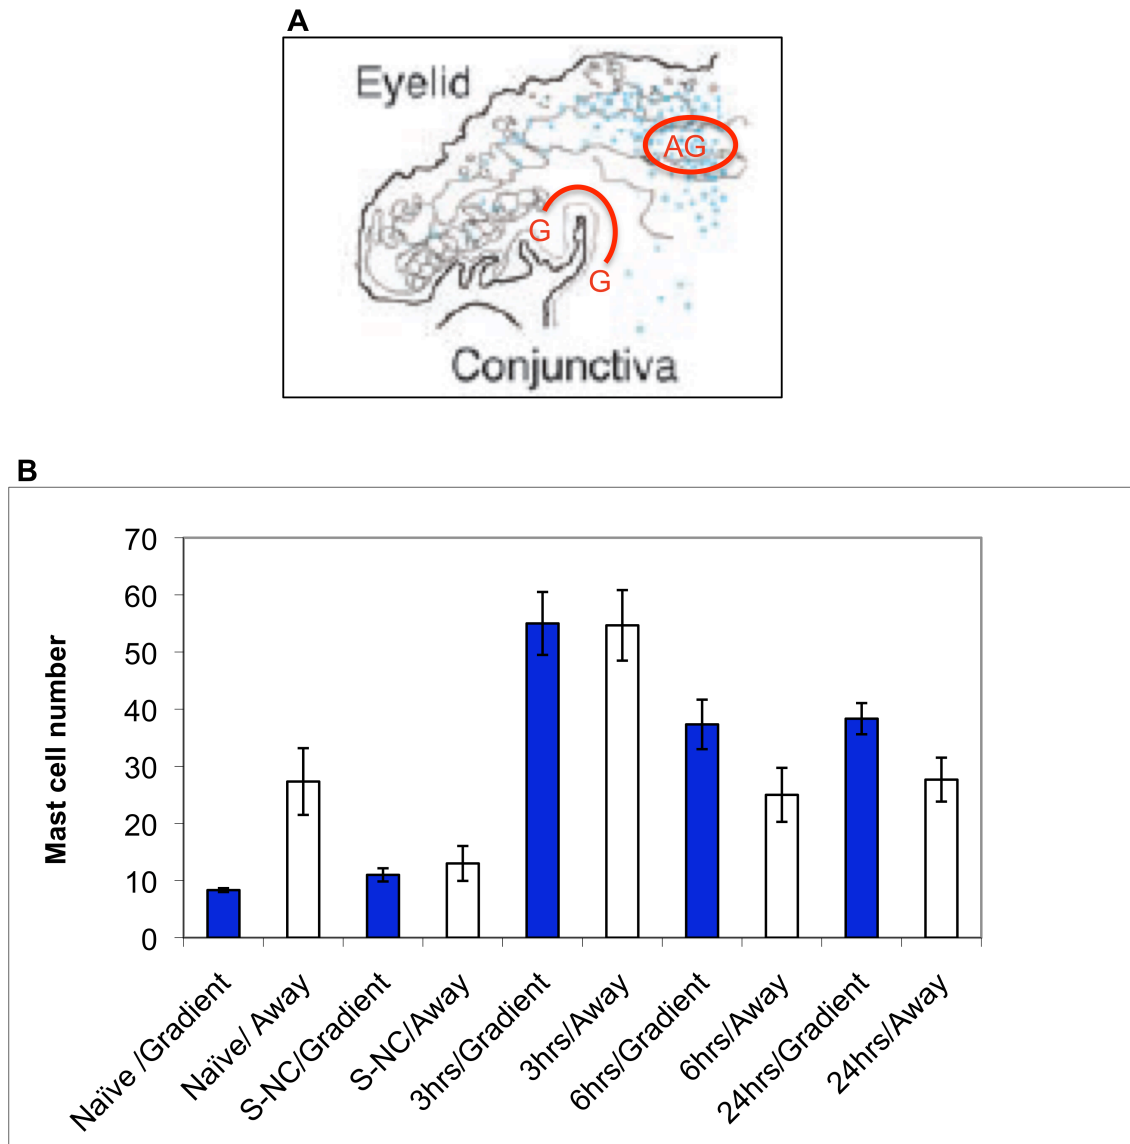 A
Eyelid
AG
G
G
Conjunctiva
B
70
60
50
40
30
20
10
0
Mast cell number
Naïve /Gradient
Naïve/ Away
S-NC/Gradient
S-NC/Away
3hrs/Gradient
3hrs/Away
6hrs/Gradient
6hrs/Away
24hrs/Gradient
24hrs/Away